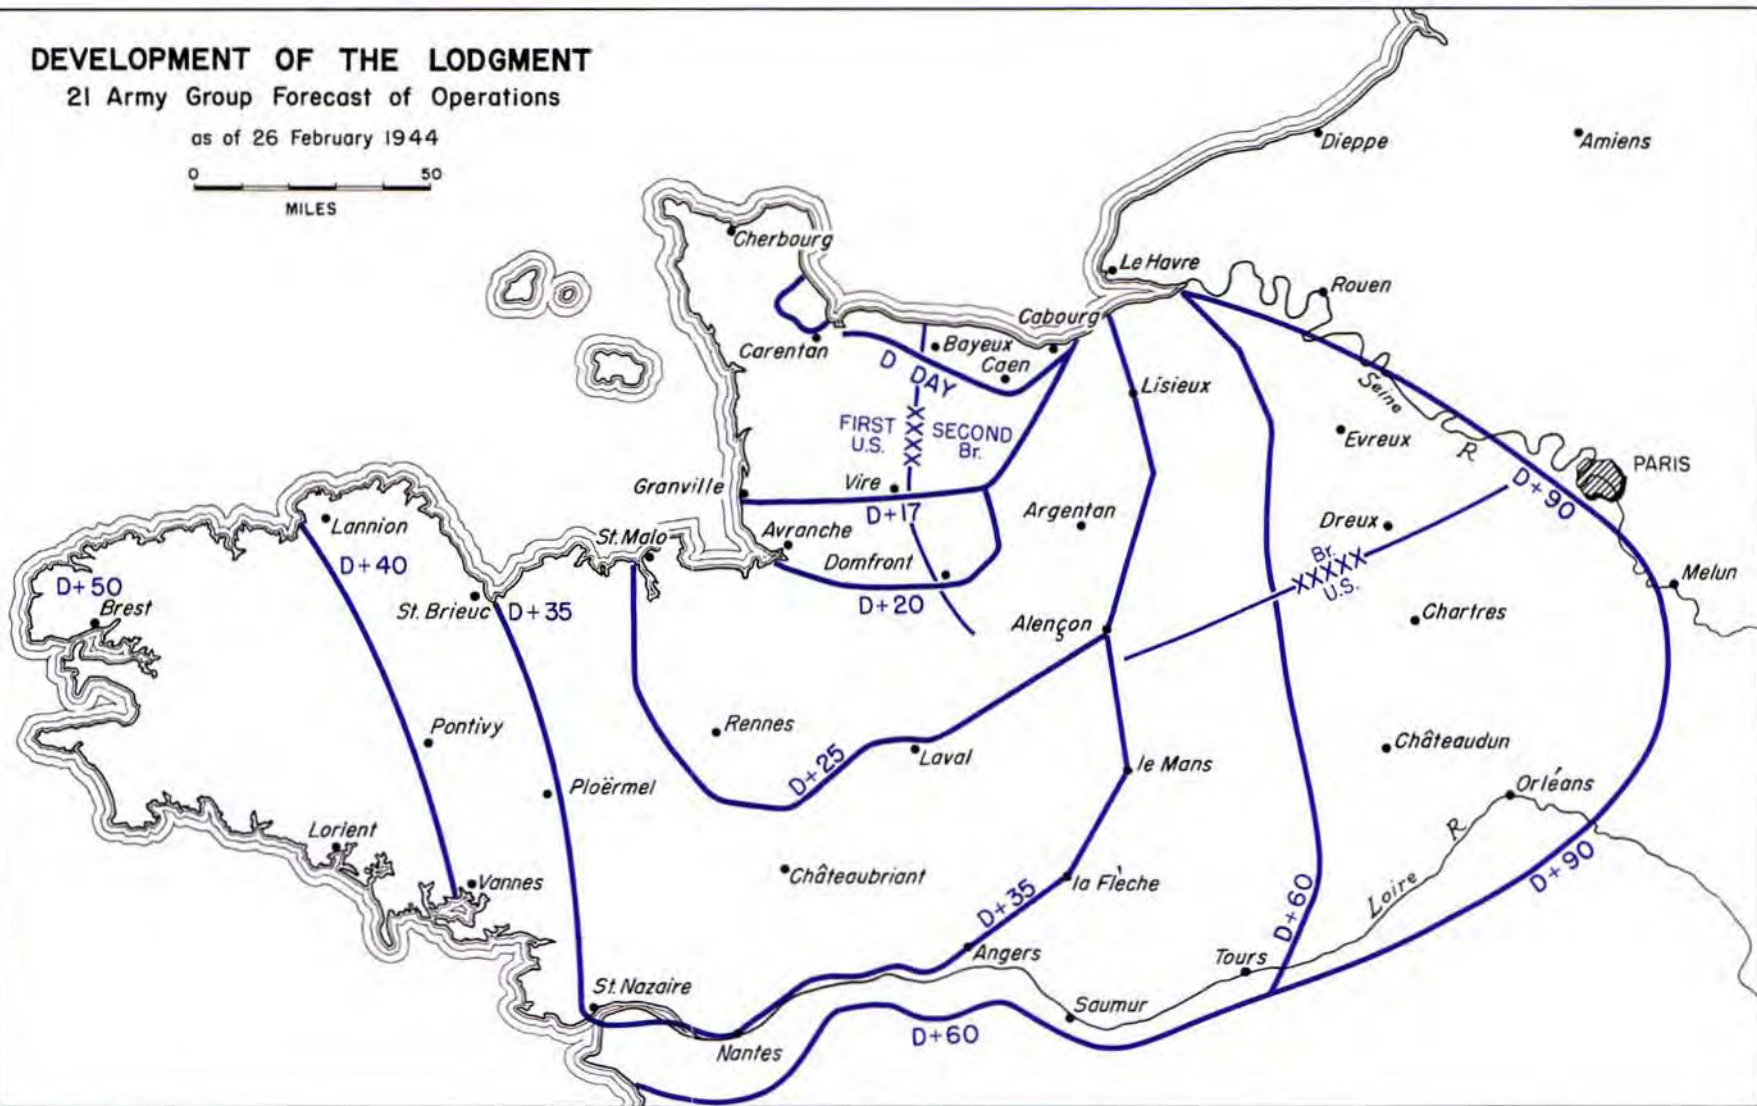 DEVELOPMENT OF THE LODGMENT
21 Army Group Forecast of Operations
as of 26 February 1944
0 50
MILES
Dieppe
Amiens
Cherbourg
Le Havre
Rouen
Cabourg
Carentan
Bayeux
Caen
D DAY
Lisieux
Seine
R
Evreux
FIRST
U.S.
XXXX
SECOND
Br.
PARIS
D+90
Granville
Vire
D+17
Argentan
Dreux
Lannion
St. Malo
Avranche
Domfront
D+20
Br.
XXXXX
U.S.
Melun
D+40
D+50
Brest
St. Brieuc
D+35
Alençon
Chartres
Pontivy
Rennes
D+25
Laval
le Mans
Châteaudun
Orléans
Ploërmel
Lorient
Vannes
Châteaubriant
la Flèche
D+35
Loire
R
D+90
D+60
Angers
Tours
St. Nazaire
Saumur
Nantes
D+60